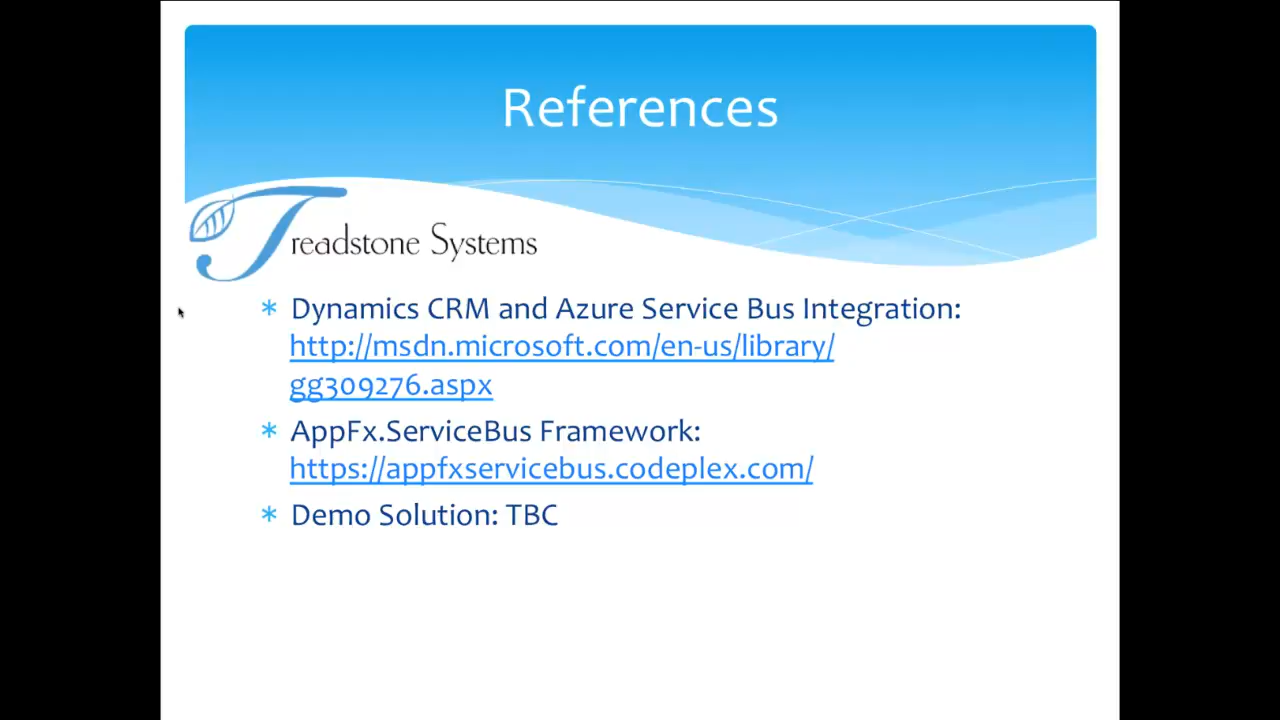 References
Treadstone Systems
* Dynamics CRM and Azure Service Bus Integration:
http://msdn.microsoft.com/en-us/library/
gg309276.aspx
* AppFx.ServiceBus Framework:
https://appfxservicebus.codeplex.com/
* Demo Solution: TBC